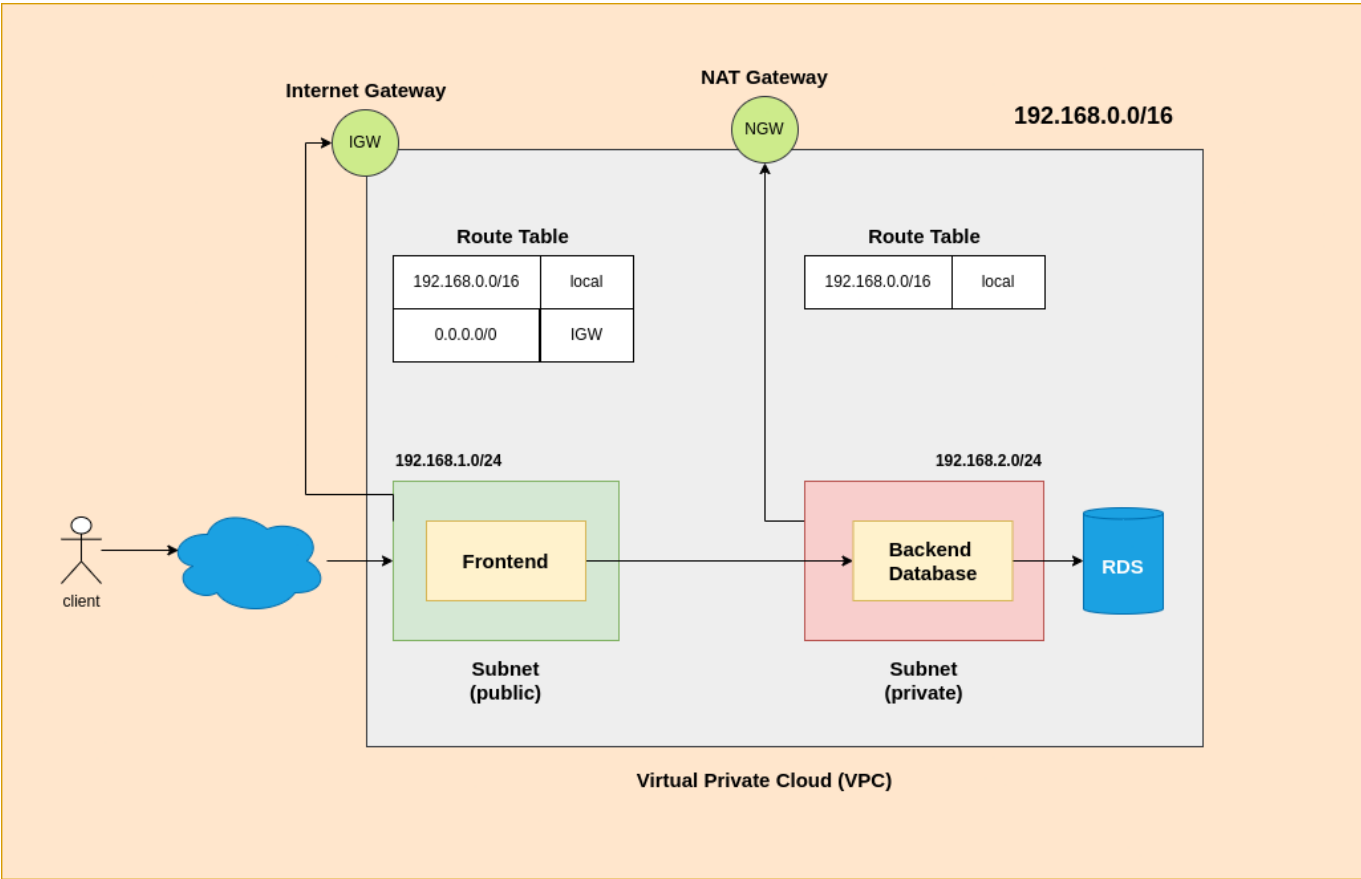 NAT Gateway
Internet Gateway
192.168.0.0/16
NGW
IGW
Route Table
Route Table
192.168.0.0/16 local
192.168.0.0/16 local
0.0.0.0/0 IGW
192.168.1.0/24
192.168.2.0/24
client
Frontend
Backend
Database
RDS
Subnet
(public)
Subnet
(private)
Virtual Private Cloud (VPC)